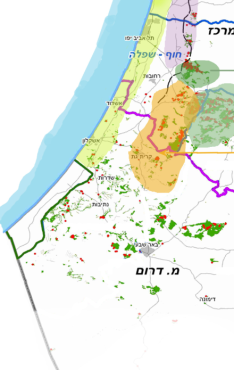 מרכז
תל אביב-יפו
חוף - שפלה
רחובות
אשדוד
אשקלון
קרית גת
שדרות
נתיבות
באר שבע
מ. דרום
דימונה